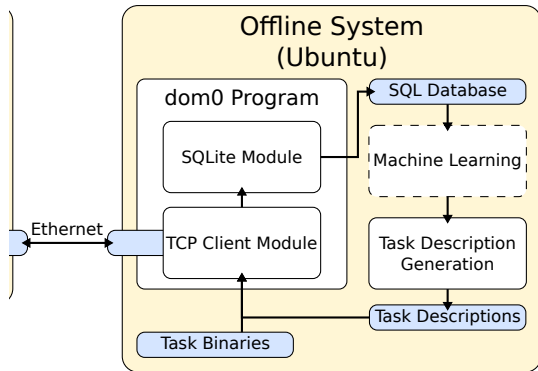 Offline System
(Ubuntu)
dom0 Program
SQL Database
SQLite Module
Machine Learning
Ethernet
TCP Client Module
Task Description
Generation
Task Descriptions
Task Binaries